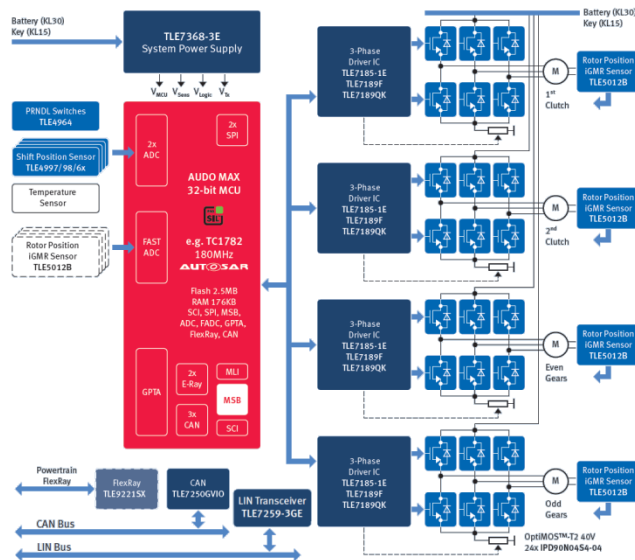 Battery (KL30)
Key (KL15)
TLE7368-3E
System Power Supply
VMCU V5ens VLogic VTx
PRNDL Switches
TLE4964
Shift Position Sensor
TLE4997/98/6x
Temperature
Sensor
Rotor Position
iGMR Sensor
TLE5012B
2x
ADC
2x
SPI
AUDO MAX
32-bit MCU
SIL
FAST
ADC
e.g. TC1782
180MHz
AUTOSAR
Flash 2.5MB
RAM 176KB
SCI, SPI, MSB,
ADC, FADC, GPTA,
FlexRay, CAN
GPTA
2x
E-Ray
MLI
MSB
3x
CAN
SCI
Powertrain
FlexRay
FlexRay
TLE9221SX
CAN
TLE7250GVIO
LIN Transceiver
TLE7259-3GE
CAN Bus
LIN Bus
Battery (KL30)
Key (KL15)
3-Phase
Driver IC
TLE7185-1E
TLE7189F
TLE7189QK
M
1st
Clutch
Rotor Position
iGMR Sensor
TLE5012B
3-Phase
Driver IC
TLE7185-1E
TLE7189F
TLE7189QK
M
2nd
Clutch
Rotor Position
iGMR Sensor
TLE5012B
3-Phase
Driver IC
TLE7185-1E
TLE7189F
TLE7189QK
M
Even
Gears
Rotor Position
iGMR Sensor
TLE5012B
3-Phase
Driver IC
TLE7185-1E
TLE7189F
TLE7189QK
M
Odd
Gears
Rotor Position
iGMR Sensor
TLE5012B
OptiMOS™-T2 40V
24x IPD90N04S4-04